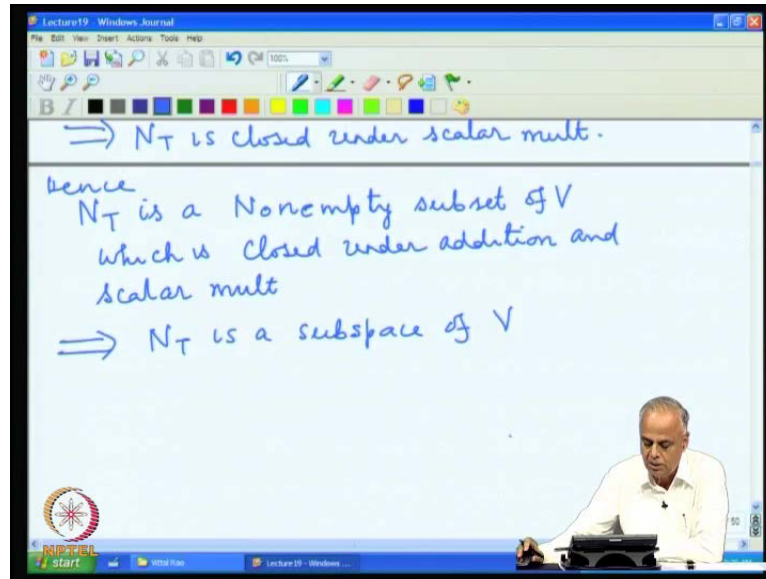 Lecture19 - Windows Journal
File Edit View Insert Actions Tools Help
100%
B I
⟹ N_T is closed under scalar mult.
Hence
N_T is a Nonempty subset of V
which is closed under addition and
scalar mult
⟹ N_T is a subspace of V
NPTEL
start Vittal Rao Lecture19 - Windows ...